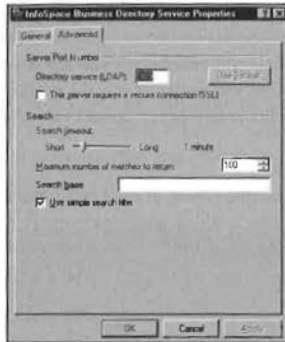 InfoSpace Business Directory Service Properties
General Advanced
Server Port Number
Directory service (LDAP)
Use Default
This server requires a secure connection (SSL)
Search
Search timeout
Short Long 1 minute
Maximum number of matches to return: 100
Search base
Use simple search filter
OK Cancel Apply